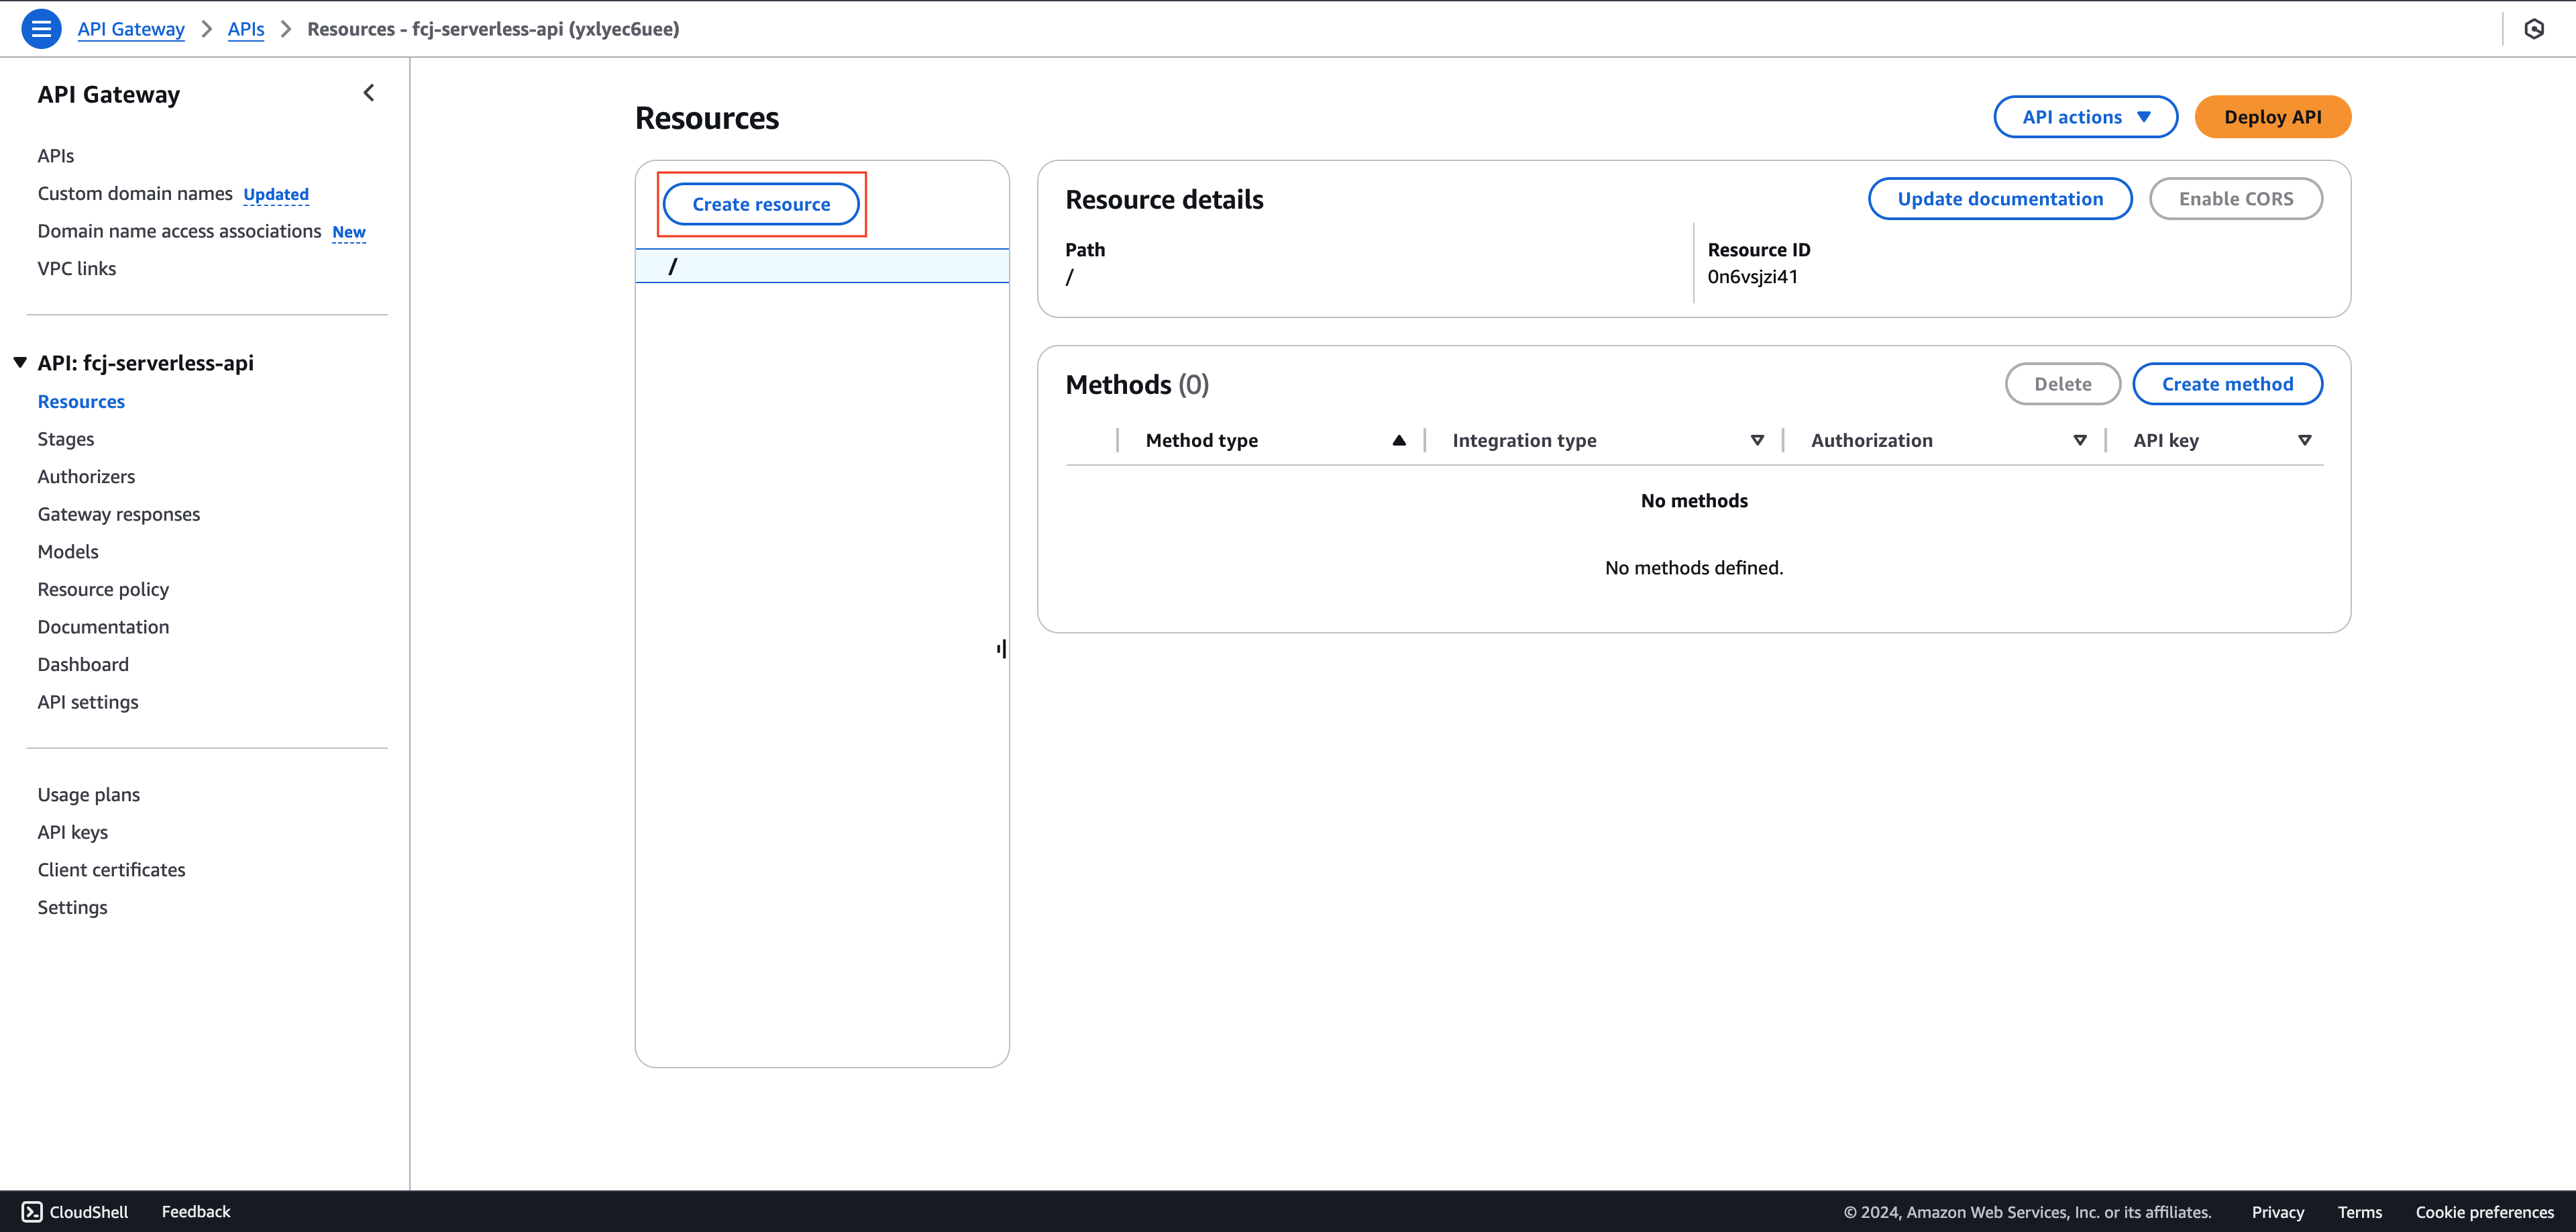 API Gateway > APIs > Resources - fcj-serverless-api (yxlyec6uee)
API Gateway
APIs
Custom domain names Updated
Domain name access associations New
VPC links
API: fcj-serverless-api
Resources
Stages
Authorizers
Gateway responses
Models
Resource policy
Documentation
Dashboard
API settings
Usage plans
API keys
Client certificates
Settings
Resources
API actions
Deploy API
Create resource
/
Resource details
Update documentation
Enable CORS
Path
/
Resource ID
0n6vsjzi41
Methods (0)
Delete
Create method
Method type
Integration type
Authorization
API key
No methods
No methods defined.
CloudShell
Feedback
© 2024, Amazon Web Services, Inc. or its affiliates.
Privacy
Terms
Cookie preferences